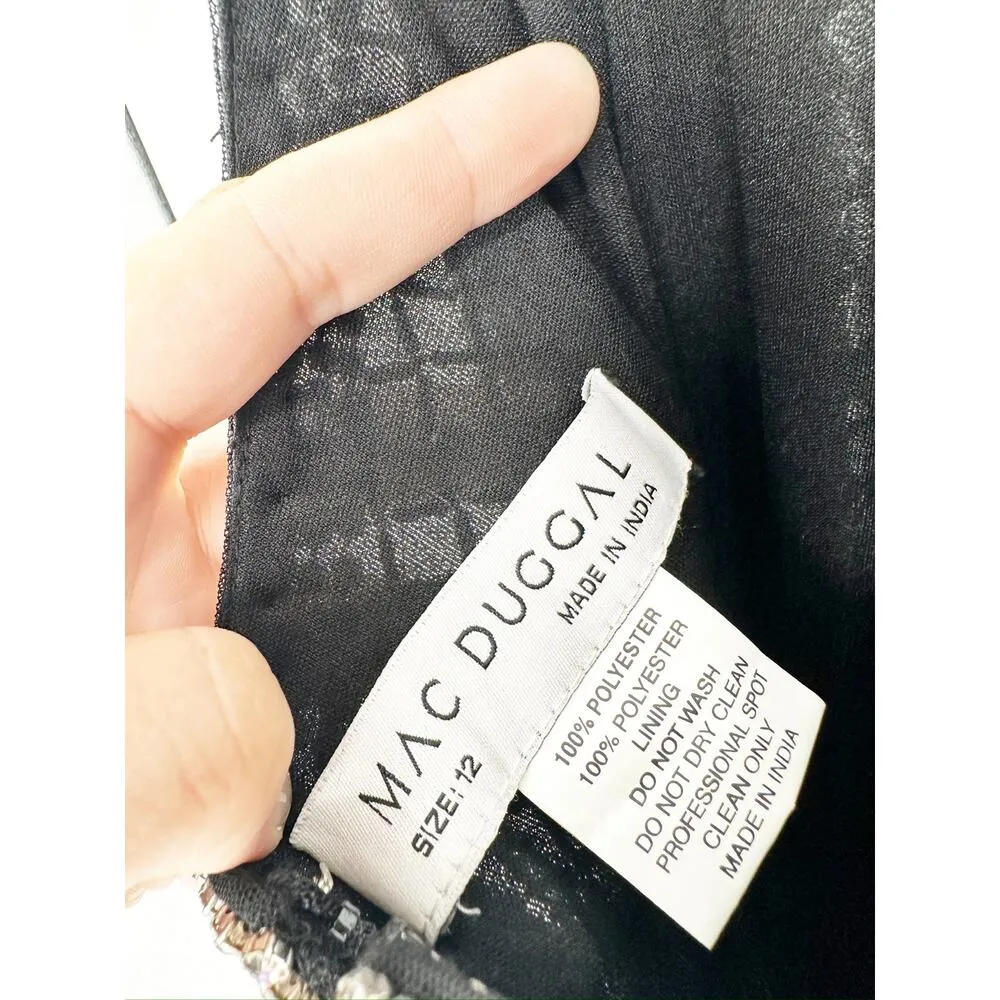 MAC DUGGAL
SIZE: 12
MADE IN INDIA
100% POLYESTER
100% POLYESTER
LINING
DO NOT WASH
DO NOT DRY CLEAN
PROFESSIONAL SPOT
CLEAN ONLY
MADE IN INDIA